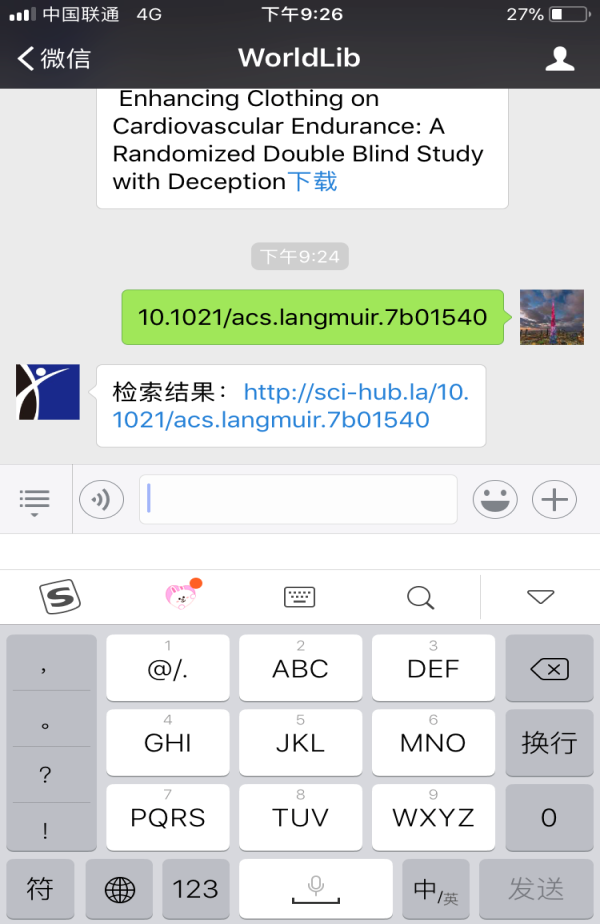 中国联通 4G 下午9:26 27%
微信 WorldLib
Enhancing Clothing on
Cardiovascular Endurance: A
Randomized Double Blind Study
with Deception下载
下午9:24
10.1021/acs.langmuir.7b01540
检索结果：http://sci-hub.la/10.
1021/acs.langmuir.7b01540
S
, 1 @/. 2 ABC 3 DEF
。 4 GHI 5 JKL 6 MNO 换行
?
! 7 PQRS 8 TUV 9 WXYZ 0
符 123 中/英 发送